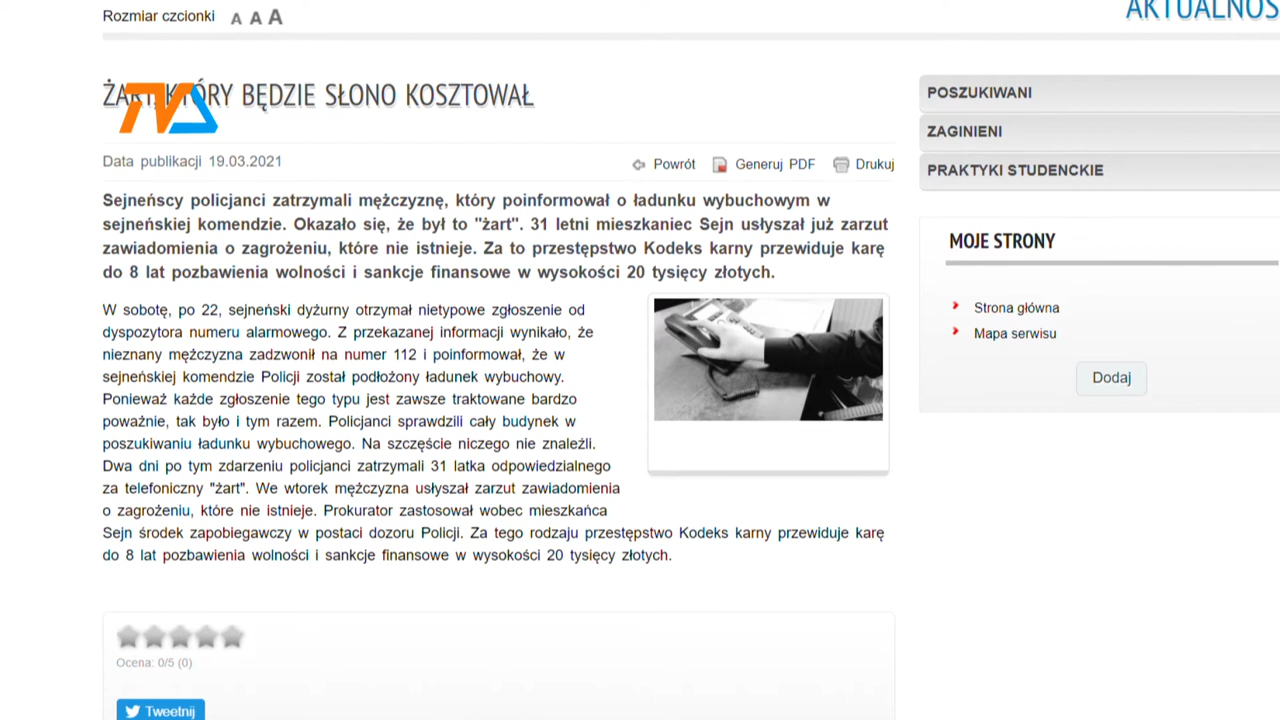 Rozmiar czcionki A A A
ŻART, KTÓRY BĘDZIE SŁONO KOSZTOWAŁ
TVS
Data publikacji 19.03.2021
Powrót Generuj PDF Drukuj
Sejneńscy policjanci zatrzymali mężczyznę, który poinformował o ładunku wybuchowym w
sejneńskiej komendzie. Okazało się, że był to "żart". 31 letni mieszkaniec Sejn usłyszał już zarzut
zawiadomienia o zagrożeniu, które nie istnieje. Za to przestępstwo Kodeks karny przewiduje karę
do 8 lat pozbawienia wolności i sankcje finansowe w wysokości 20 tysięcy złotych.
W sobotę, po 22, sejneński dyżurny otrzymał nietypowe zgłoszenie od
dyspozytora numeru alarmowego. Z przekazanej informacji wynikało, że
nieznany mężczyzna zadzwonił na numer 112 i poinformował, że w
sejneńskiej komendzie Policji został podłożony ładunek wybuchowy.
Ponieważ każde zgłoszenie tego typu jest zawsze traktowane bardzo
poważnie, tak było i tym razem. Policjanci sprawdzili cały budynek w
poszukiwaniu ładunku wybuchowego. Na szczęście niczego nie znaleźli.
Dwa dni po tym zdarzeniu policjanci zatrzymali 31 latka odpowiedzialnego
za telefoniczny "żart". We wtorek mężczyzna usłyszał zarzut zawiadomienia
o zagrożeniu, które nie istnieje. Prokurator zastosował wobec mieszkańca
Sejn środek zapobiegawczy w postaci dozoru Policji. Za tego rodzaju przestępstwo Kodeks karny przewiduje karę
do 8 lat pozbawienia wolności i sankcje finansowe w wysokości 20 tysięcy złotych.
Ocena: 0/5 (0)
Tweetnij
AKTUALNOŚ
POSZUKIWANI
ZAGINIENI
PRAKTYKI STUDENCKIE
MOJE STRONY
Strona główna
Mapa serwisu
Dodaj